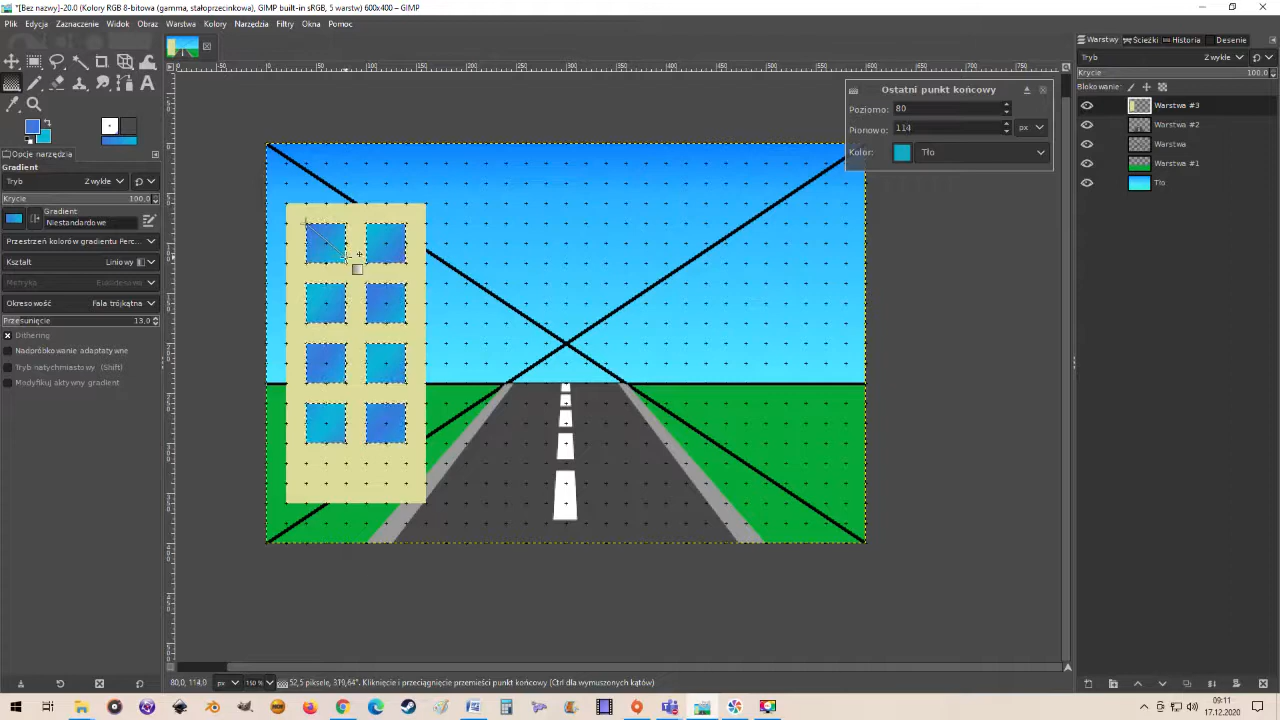 *[Bez nazwy]-20.0 (Kolory RGB 8-bitowa (gamma, stałoprzecinkowa), GIMP built-in sRGB, 5 warstw) 600x400 – GIMP
Plik Edycja Zaznaczenie Widok Obraz Warstwa Kolory Narzędzia Filtry Okna Pomoc
Opcje narzędzia
Gradient
Tryb Zwykłe
Krycie 100,0
Gradient
Niestandardowe
Przestrzeń kolorów gradientu Perc...
Kształt Liniowy
Metryka Euklidesowa
Okresowość Fala trójkątna
Przesunięcie 13,0
Dithering
Nadpróbkowanie adaptatywne
Tryb natychmiastowy (Shift)
Modyfikuj aktywny gradient
Ostatni punkt końcowy
Poziomo: 80
Pionowo: 114 px
Kolor: Tło
Warstwy Ścieżki Historia Desenie
Tryb Zwykłe
Krycie 100,0
Blokowanie:
Warstwa #3
Warstwa #2
Warstwa
Warstwa #1
Tło
80,0, 114,0 px 150 % 52,5 piksele, 319,64°. Kliknięcie i przeciągnięcie przemieści punkt końcowy (Ctrl dla wymuszonych kątów)
09:11
17.12.2020